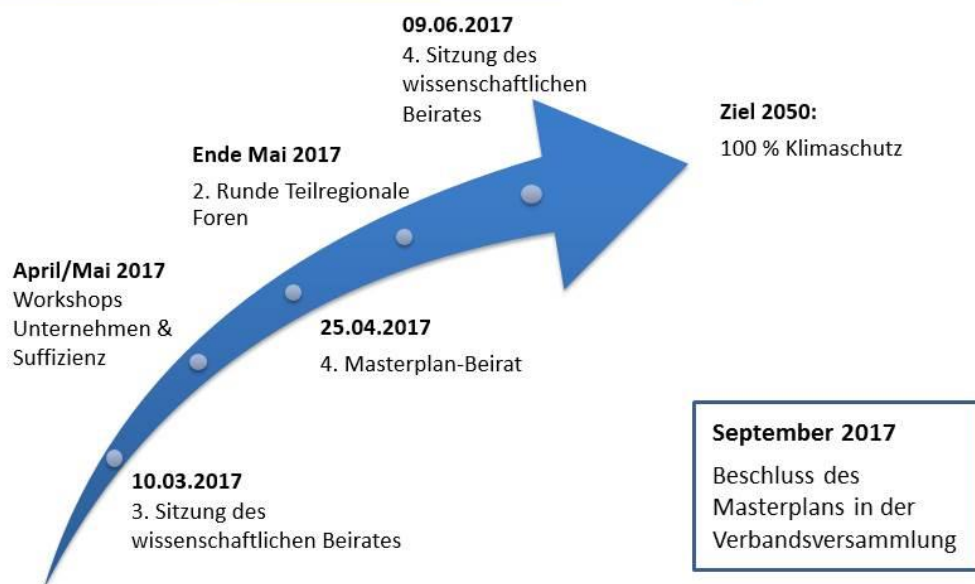 09.06.2017
4. Sitzung des
wissenschaftlichen
Beirates
Ziel 2050:
100 % Klimaschutz
Ende Mai 2017
2. Runde Teilregionale
Foren
April/Mai 2017
Workshops
Unternehmen &
Suffizienz
25.04.2017
4. Masterplan-Beirat
10.03.2017
3. Sitzung des
wissenschaftlichen Beirates
September 2017
Beschluss des
Masterplans in der
Verbandsversammlung